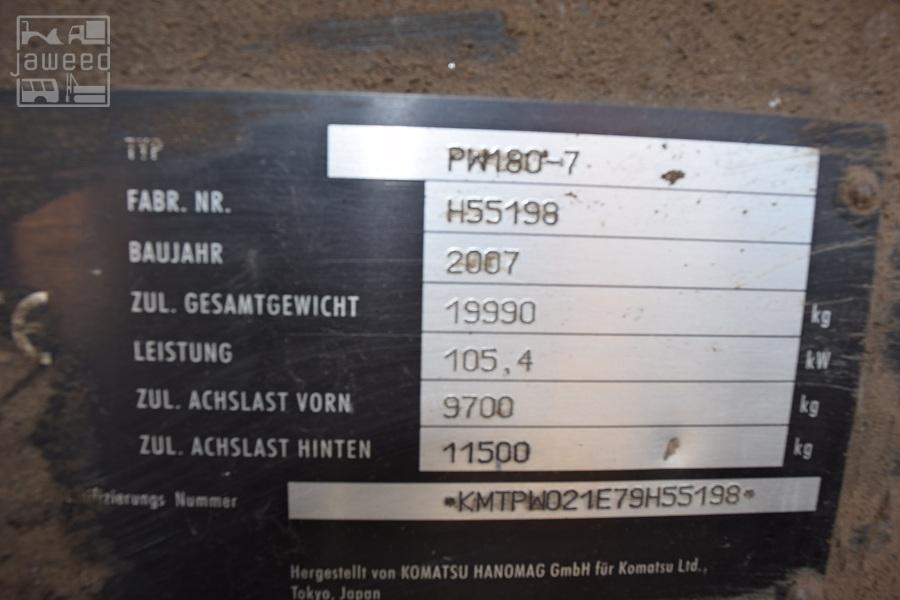 jaweed
TYP PW180-7
FABR. NR. H55198
BAUJAHR 2007
ZUL. GESAMTGEWICHT 19990 kg
LEISTUNG 105,4 kW
ZUL. ACHSLAST VORN 9700 kg
ZUL. ACHSLAST HINTEN 11500 kg
Nummer *KMTPW021E79H55198*
Hergestellt von KOMATSU HANOMAG GmbH für Komatsu Ltd.,
Tokyo, Japan